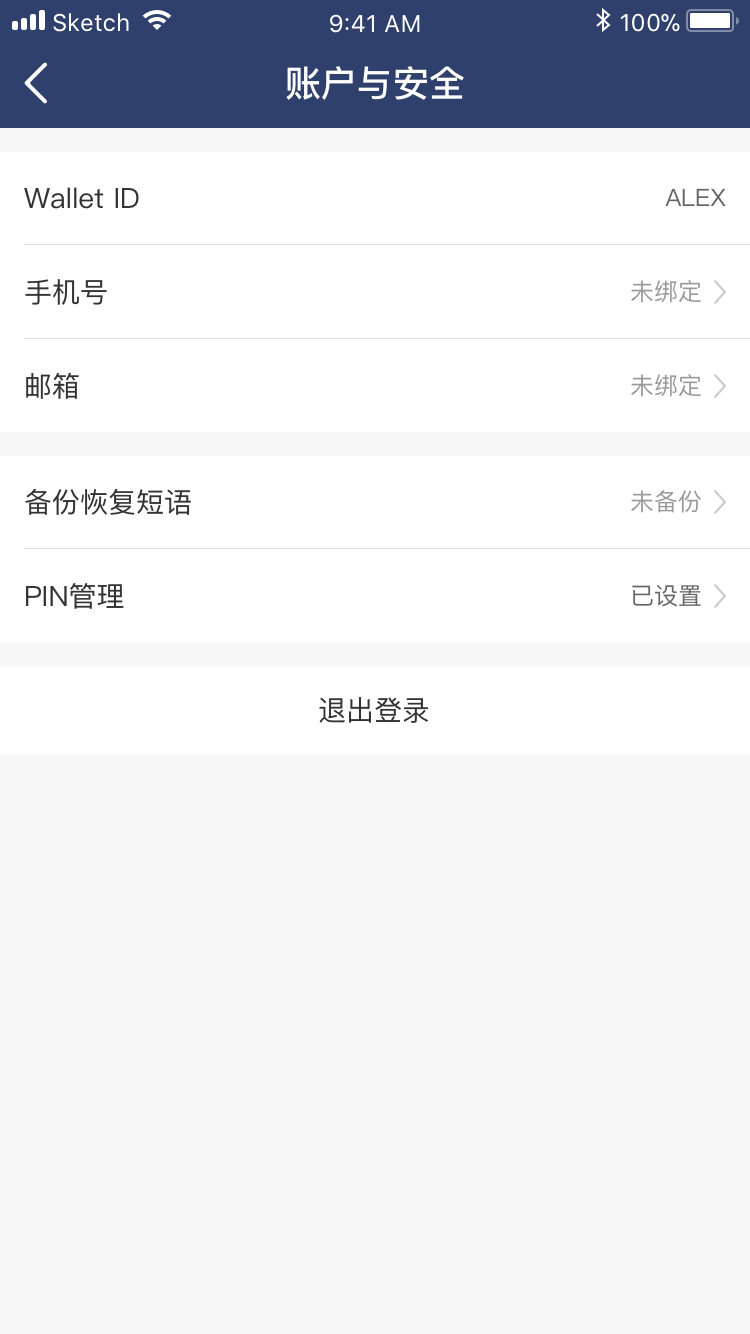 Sketch 9:41 AM 100%
账户与安全
Wallet ID ALEX
手机号 未绑定
邮箱 未绑定
备份恢复短语 未备份
PIN管理 已设置
退出登录